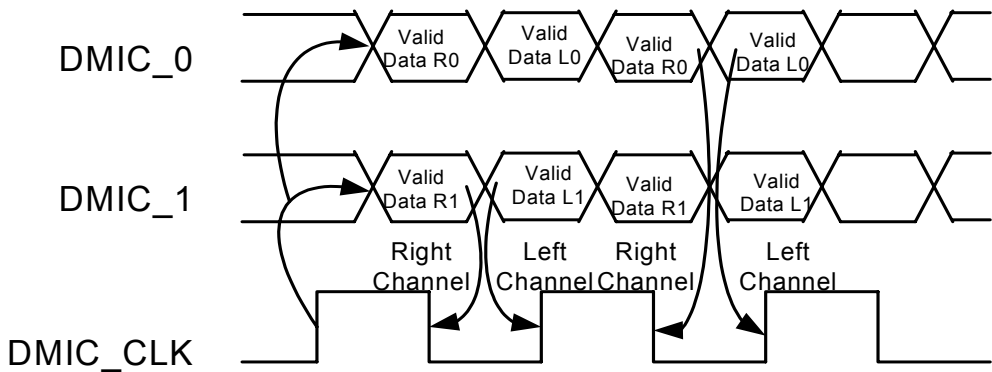 DMIC_0
Valid
Data R0
Valid
Data L0
Valid
Data R0
Valid
Data L0
DMIC_1
Valid
Data R1
Valid
Data L1
Valid
Data R1
Valid
Data L1
Right
Channel
Left
Channel
Right
Channel
Left
Channel
DMIC_CLK